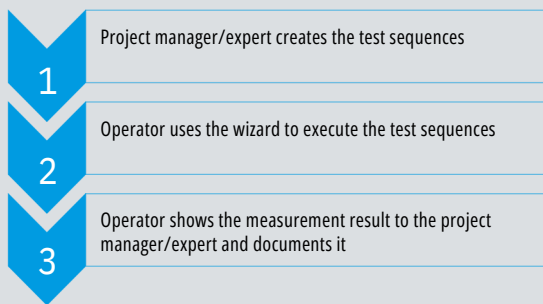 Project manager/expert creates the test sequences
1
Operator uses the wizard to execute the test sequences
2
Operator shows the measurement result to the project
manager/expert and documents it
3